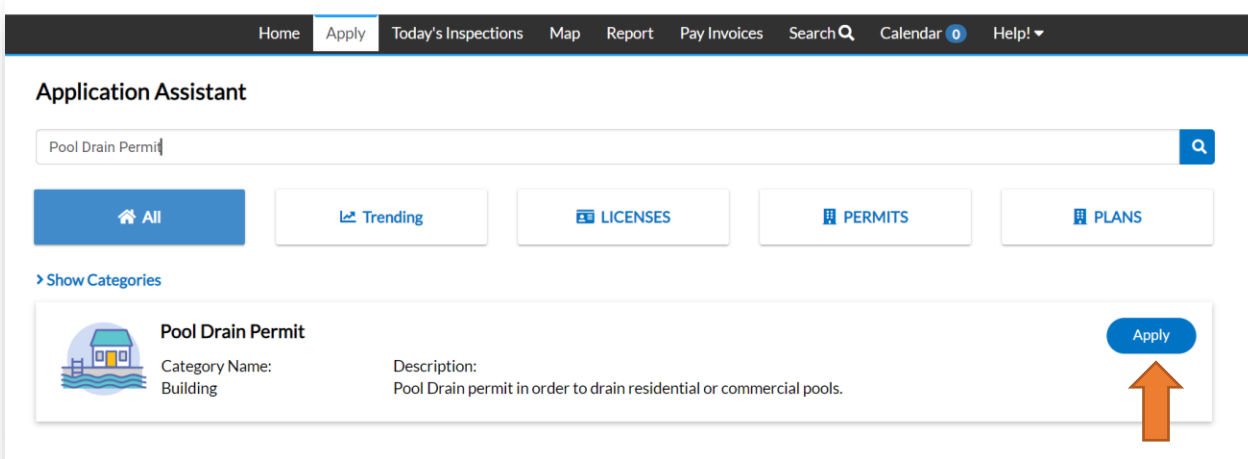 Home Apply Today's Inspections Map Report Pay Invoices Search Calendar 0 Help!
Application Assistant
Pool Drain Permit
All Trending LICENSES PERMITS PLANS
Show Categories
Pool Drain Permit
Apply
Category Name: Description:
Building Pool Drain permit in order to drain residential or commercial pools.